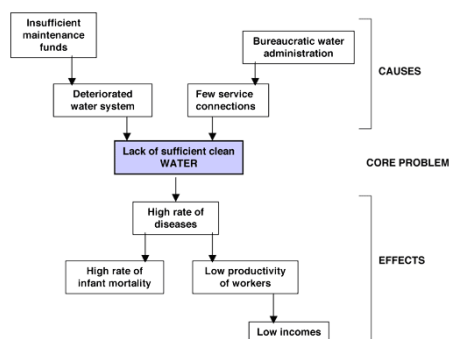 Insufficient
maintenance
funds
Bureaucratic water
administration
CAUSES
Deteriorated
water system
Few service
connections
Lack of sufficient clean
WATER
CORE PROBLEM
High rate of
diseases
EFFECTS
High rate of
infant mortality
Low productivity
of workers
Low incomes